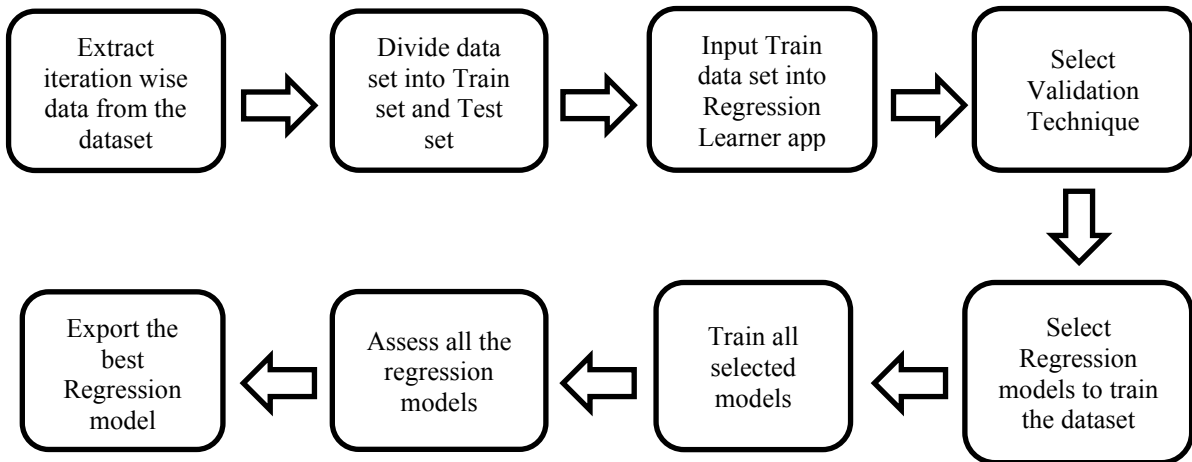 Extract
iteration wise
data from the
dataset
Divide data
set into Train
set and Test
set
Input Train
data set into
Regression
Learner app
Select
Validation
Technique
Select
Regression
models to train
the dataset
Train all
selected
models
Assess all the
regression
models
Export the
best
Regression
model